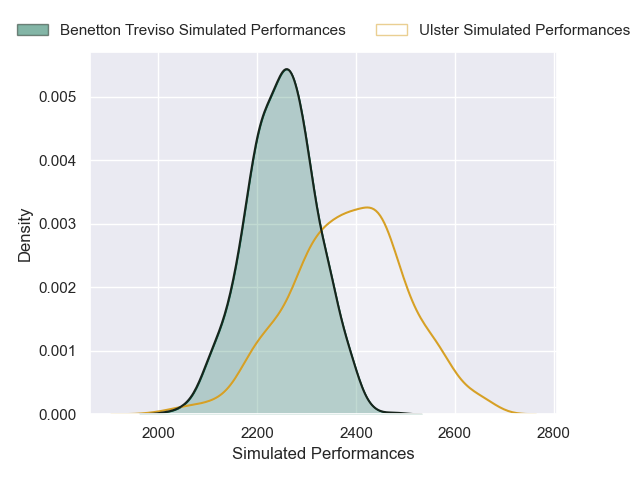 Benetton Treviso Simulated Performances Ulster Simulated Performances
0.005
0.004
0.003
0.002
0.001
0.000
Density
2000 2200 2400 2600 2800
Simulated Performances